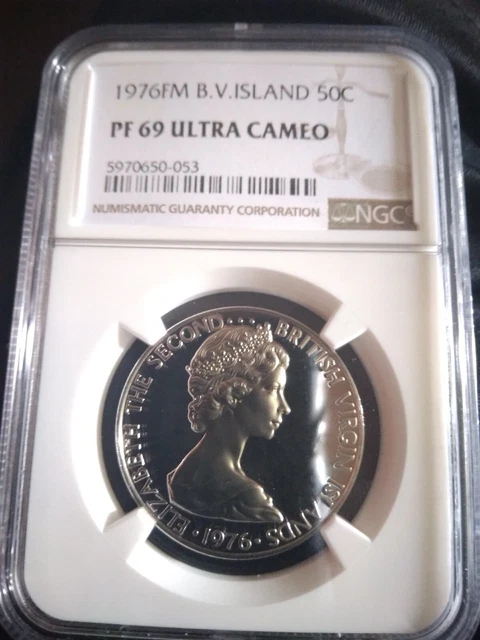 1976FM B.V.ISLAND 50C
PF 69 ULTRA CAMEO
5970650-053
NUMISMATIC GUARANTY CORPORATION
NGC
ELIZABETH THE SECOND···· BRITISH VIRGIN ISLANDS
·1976·